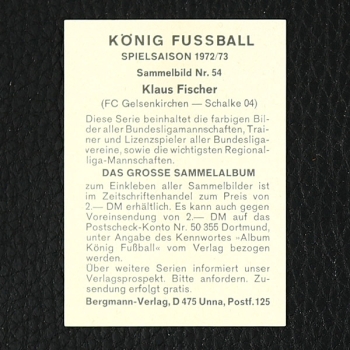 KÖNIG FUSSBALL
SPIELSAISON 1972/73
Sammelbild Nr. 54
Klaus Fischer
(FC Gelsenkirchen — Schalke 04)
Diese Serie beinhaltet die farbigen Bil-
der aller Bundesligamannschaften, Trai-
ner und Lizenzspieler aller Bundesliga-
vereine, sowie die wichtigsten Regional-
liga-Mannschaften.
DAS GROSSE SAMMELALBUM
zum Einkleben aller Sammelbilder ist
im Zeitschriftenhandel zum Preis von
2.— DM erhältlich. Es kann auch gegen
Voreinsendung von 2.— DM auf das
Postscheck-Konto Nr. 50 355 Dortmund,
unter Angabe des Kennwortes »Album
König Fußball« vom Verlag bezogen
werden.
Über weitere Serien informiert unser
Verlagsprospekt. Bitte anfordern. Zu-
sendung erfolgt gratis.
Bergmann-Verlag, D 475 Unna, Postf. 125